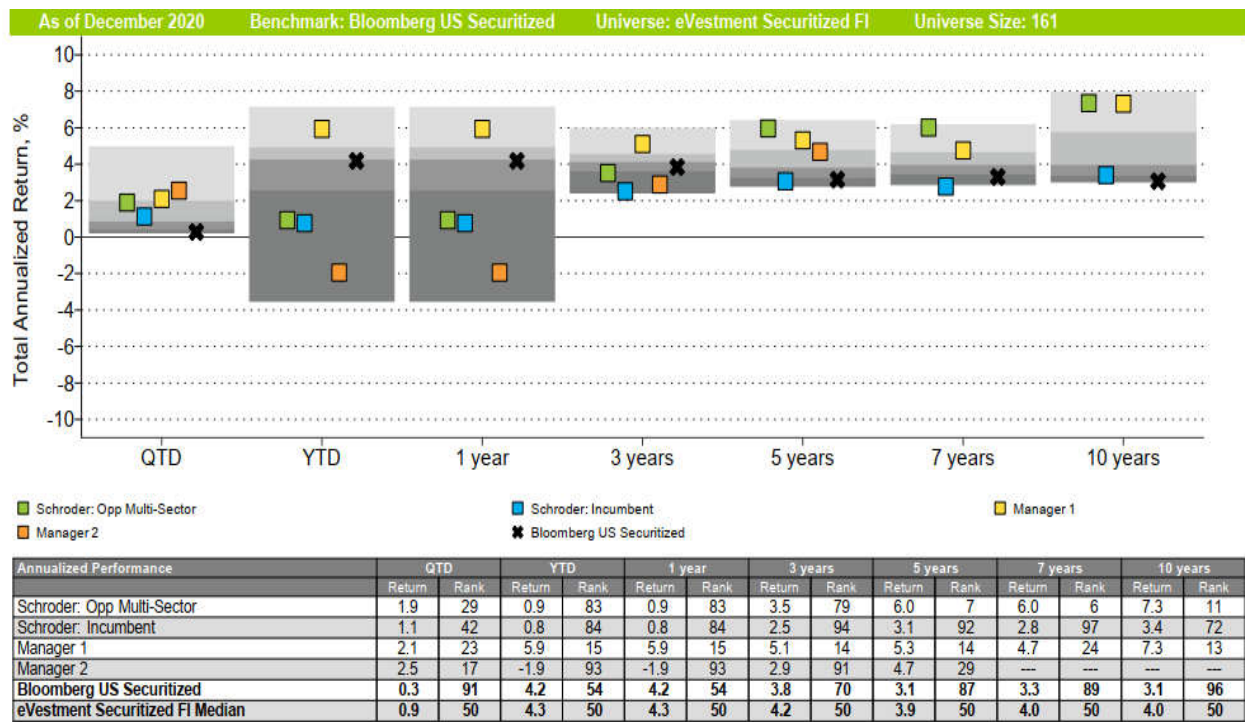 As of December 2020 Benchmark: Bloomberg US Securitized Universe: eVestment Securitized FI Universe Size: 161
Total Annualized Return, %
10
8
6
4
2
0
-2
-4
-6
-8
-10
QTD YTD 1 year 3 years 5 years 7 years 10 years
Schroder: Opp Multi-Sector Schroder: Incumbent Manager 1
Manager 2 Bloomberg US Securitized
Annualized Performance QTD YTD 1 year 3 years 5 years 7 years 10 years
Return Rank Return Rank Return Rank Return Rank Return Rank Return Rank Return Rank
Schroder: Opp Multi-Sector 1.9 29 0.9 83 0.9 83 3.5 79 6.0 7 6.0 6 7.3 11
Schroder: Incumbent 1.1 42 0.8 84 0.8 84 2.5 94 3.1 92 2.8 97 3.4 72
Manager 1 2.1 23 5.9 15 5.9 15 5.1 14 5.3 14 4.7 24 7.3 13
Manager 2 2.5 17 -1.9 93 -1.9 93 2.9 91 4.7 29 --- --- --- ---
Bloomberg US Securitized 0.3 91 4.2 54 4.2 54 3.8 70 3.1 87 3.3 89 3.1 96
eVestment Securitized FI Median 0.9 50 4.3 50 4.3 50 4.2 50 3.9 50 4.0 50 4.0 50